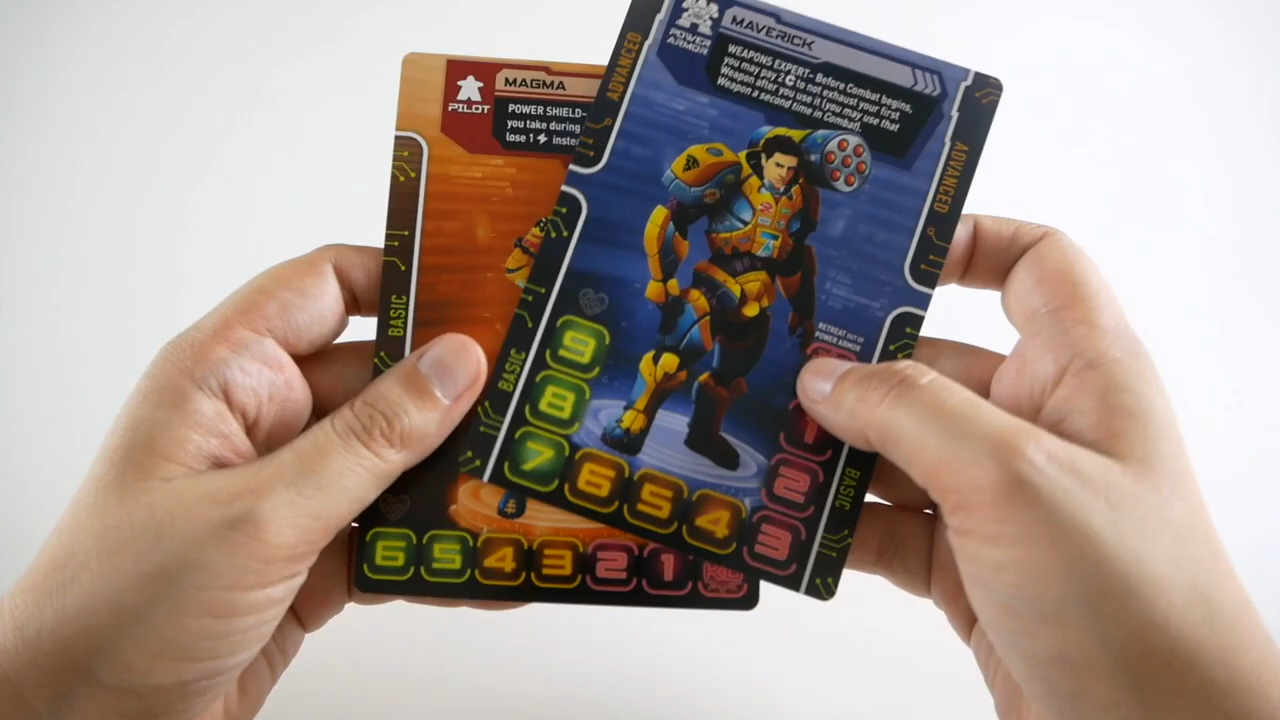 PILOT
MAGMA
POWER SHIELD-
you take during
lose 1
BASIC
6 5 4 3 2 1
POWER
ARMOR
MAVERICK
WEAPONS EXPERT- Before Combat begins,
you may pay 2 to not exhaust your first
Weapon after you use it (you may use that
Weapon a second time in Combat).
ADVANCED
ADVANCED
RETREAT OUT OF
POWER ARMOR
BASIC
BASIC
9
8
7
6 5 4
1
2
3